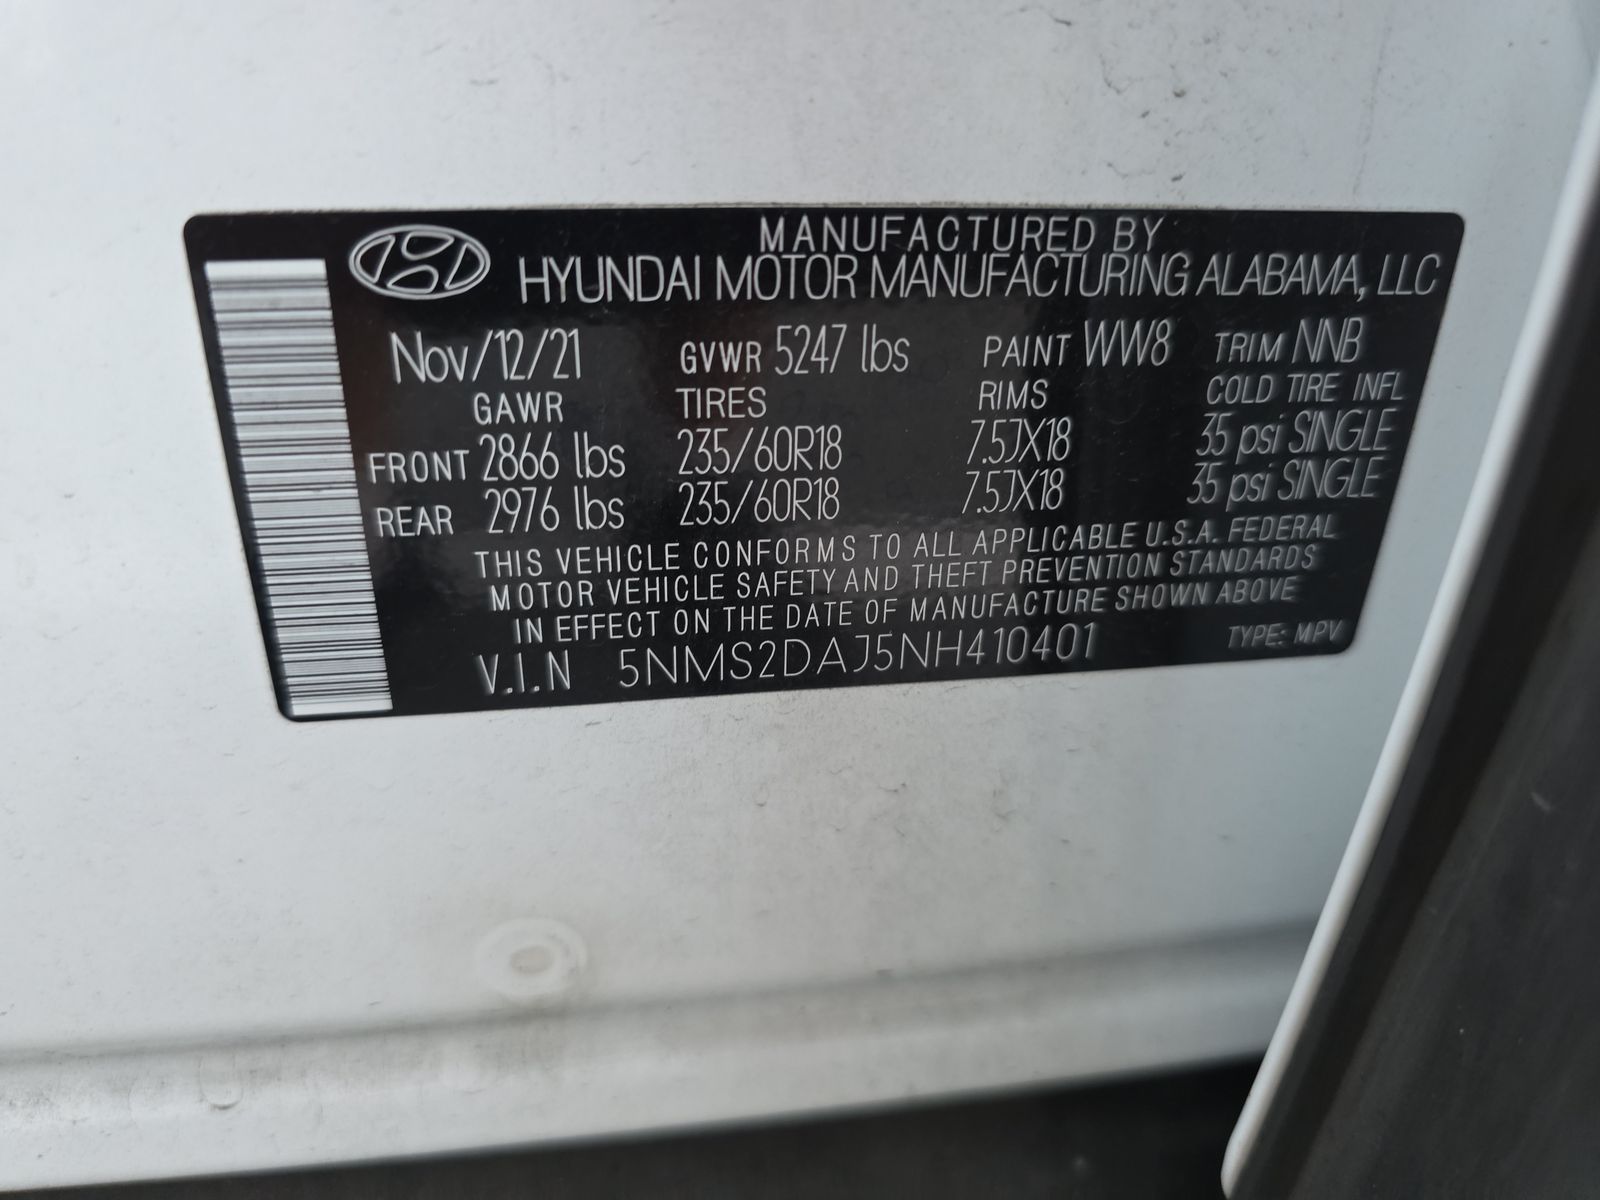 MANUFACTURED BY
HYUNDAI MOTOR MANUFACTURING ALABAMA, LLC
Nov/12/21 GVWR 5247 lbs PAINT WW8 TRIM NNB
GAWR TIRES RIMS COLD TIRE INFL
FRONT 2866 lbs 235/60R18 7.5JX18 35 psi SINGLE
REAR 2976 lbs 235/60R18 7.5JX18 35 psi SINGLE
THIS VEHICLE CONFORMS TO ALL APPLICABLE U.S.A. FEDERAL
MOTOR VEHICLE SAFETY AND THEFT PREVENTION STANDARDS
IN EFFECT ON THE DATE OF MANUFACTURE SHOWN ABOVE
V.I.N 5NMS2DAJ5NH410401 TYPE: MPV